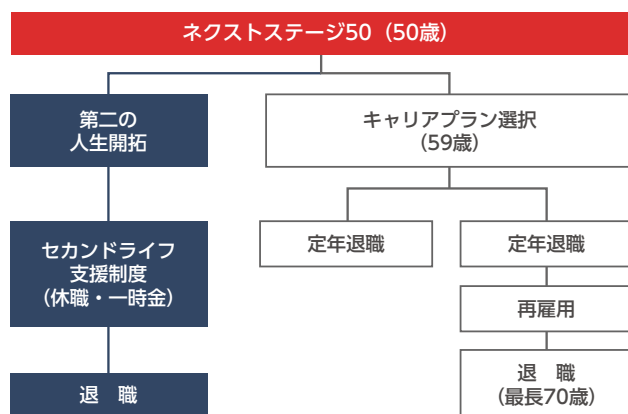 ネクストステージ50（50歳）
第二の
人生開拓
キャリアプラン選択
（59歳）
セカンドライフ
支援制度
（休職・一時金）
定年退職
定年退職
再雇用
退　職
退　職
（最長70歳）